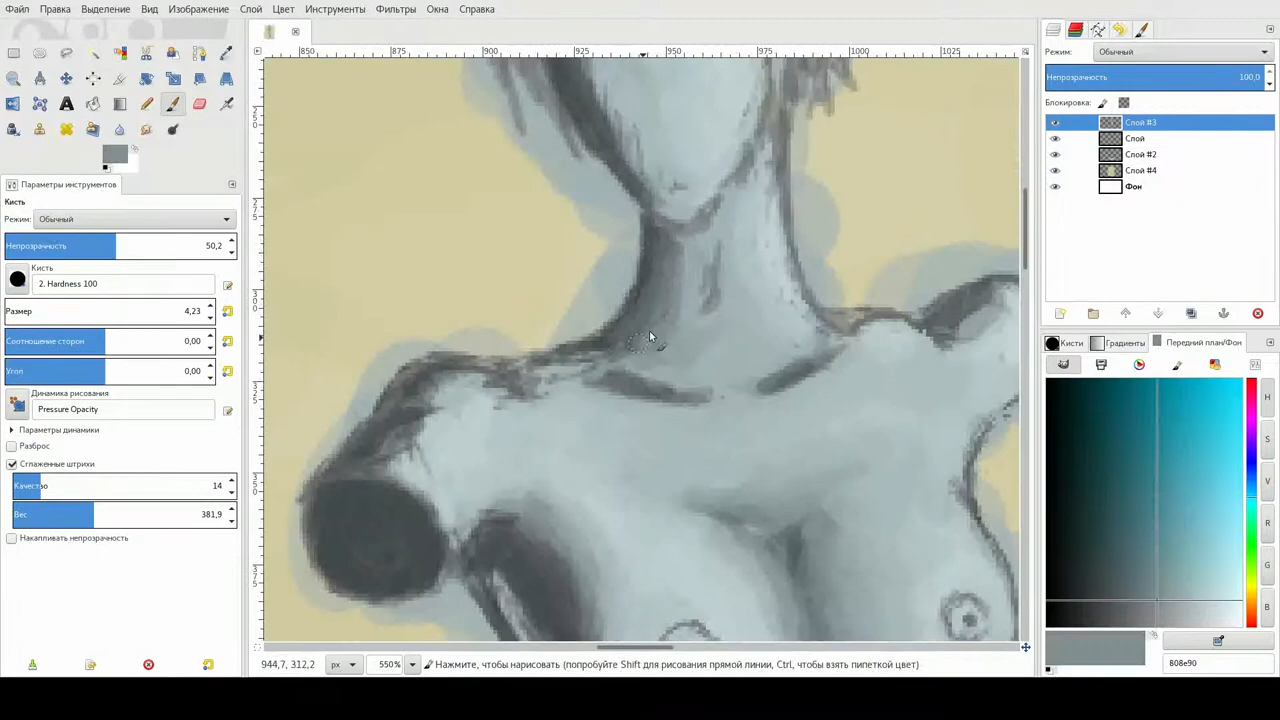 Файл Правка Выделение Вид Изображение Слой Цвет Инструменты Фильтры Окна Справка
850 875 900 925 950 975 1000 1025
Параметры инструментов
Кисть
Режим: Обычный
Непрозрачность 50,2
Кисть
2. Hardness 100
Размер 4,23
Соотношение сторон 0,00
Угол 0,00
Динамика рисования
Pressure Opacity
Параметры динамики
Разброс
Сглаженные штрихи
Качество 14
Вес 381,9
Накапливать непрозрачность
944,7, 312,2 px 550% Нажмите, чтобы нарисовать (попробуйте Shift для рисования прямой линии, Ctrl, чтобы взять пипеткой цвет)
Режим: Обычный
Непрозрачность 100,0
Блокировка:
Слой #3
Слой
Слой #2
Слой #4
Фон
Кисти Градиенты Передний план/Фон
H
S
V
R
G
B
808e90